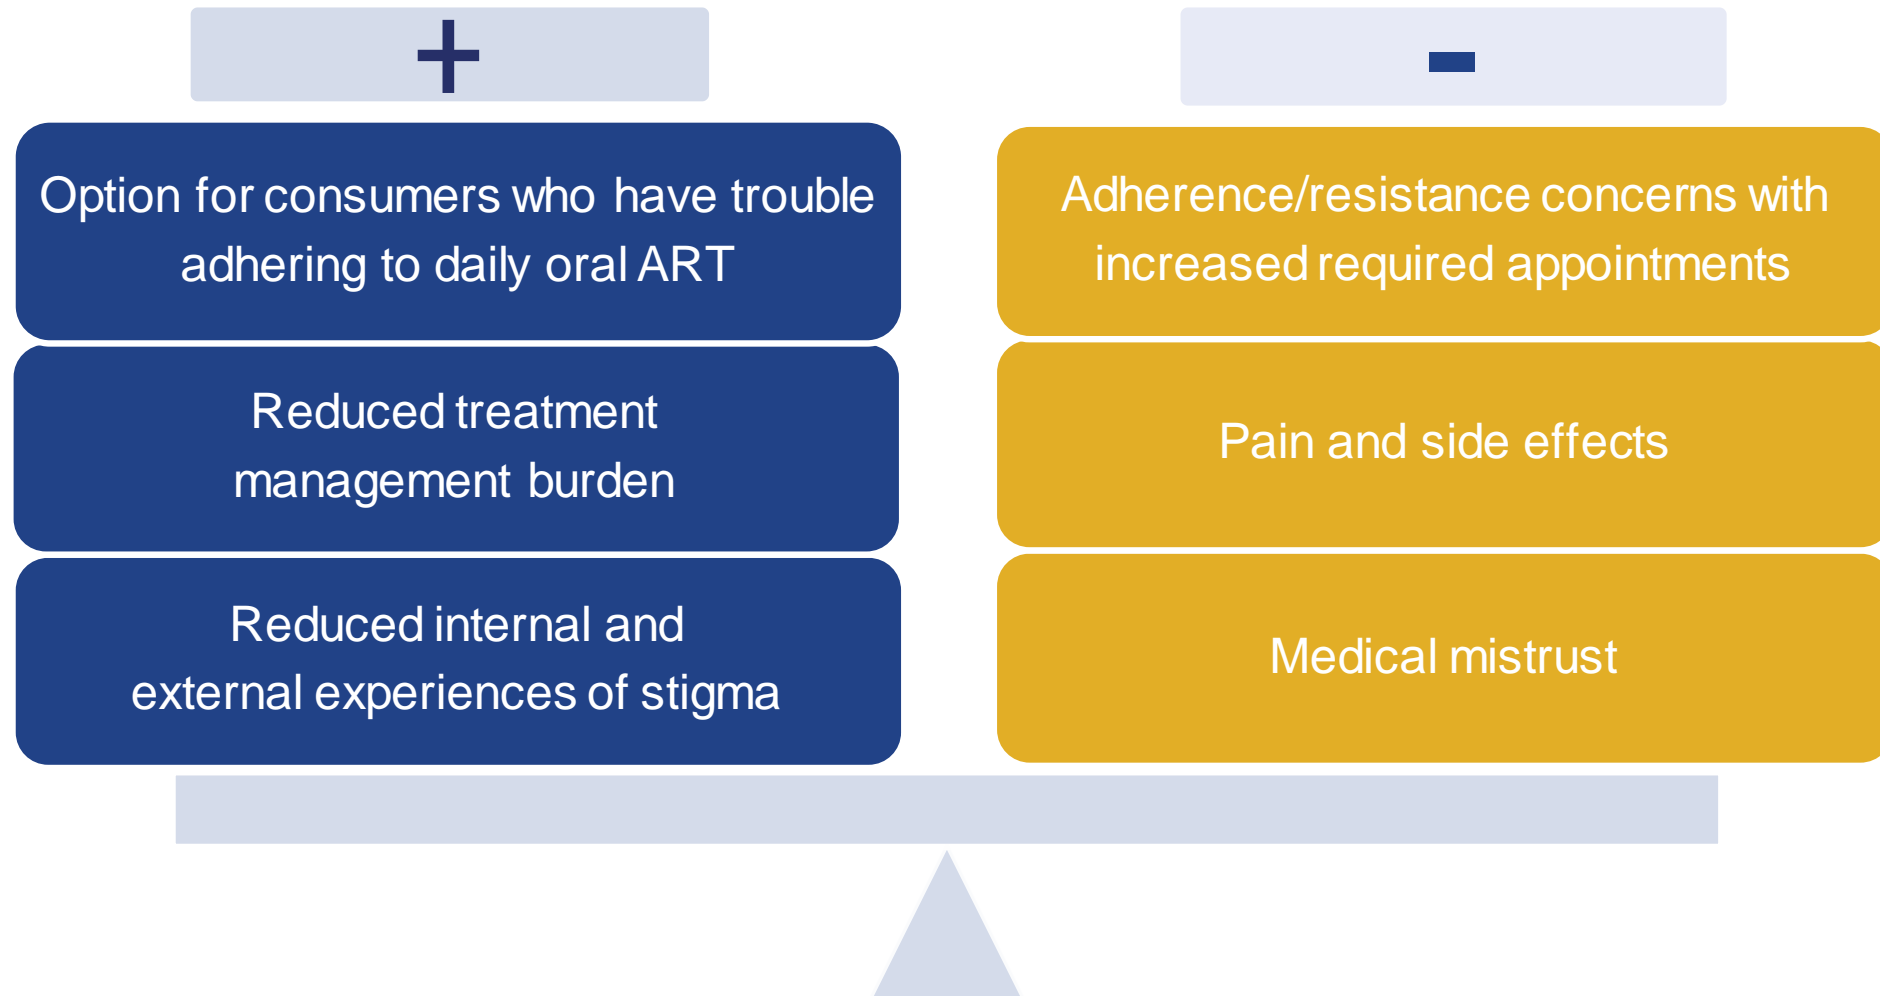 +
Option for consumers who have trouble
adhering to daily oral ART
Reduced treatment
management burden
Reduced internal and
external experiences of stigma
-
Adherence/resistance concerns with
increased required appointments
Pain and side effects
Medical mistrust